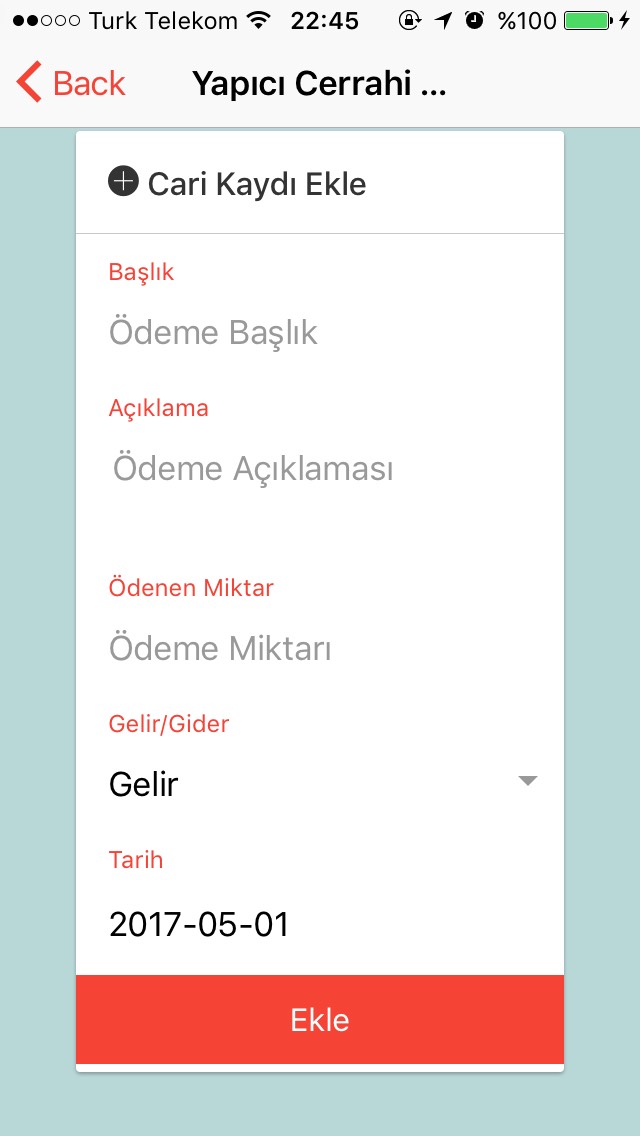 Turk Telekom 22:45 %100
Back Yapıcı Cerrahi ...
Cari Kaydı Ekle
Başlık
Ödeme Başlık
Açıklama
Ödeme Açıklaması
Ödenen Miktar
Ödeme Miktarı
Gelir/Gider
Gelir
Tarih
2017-05-01
Ekle